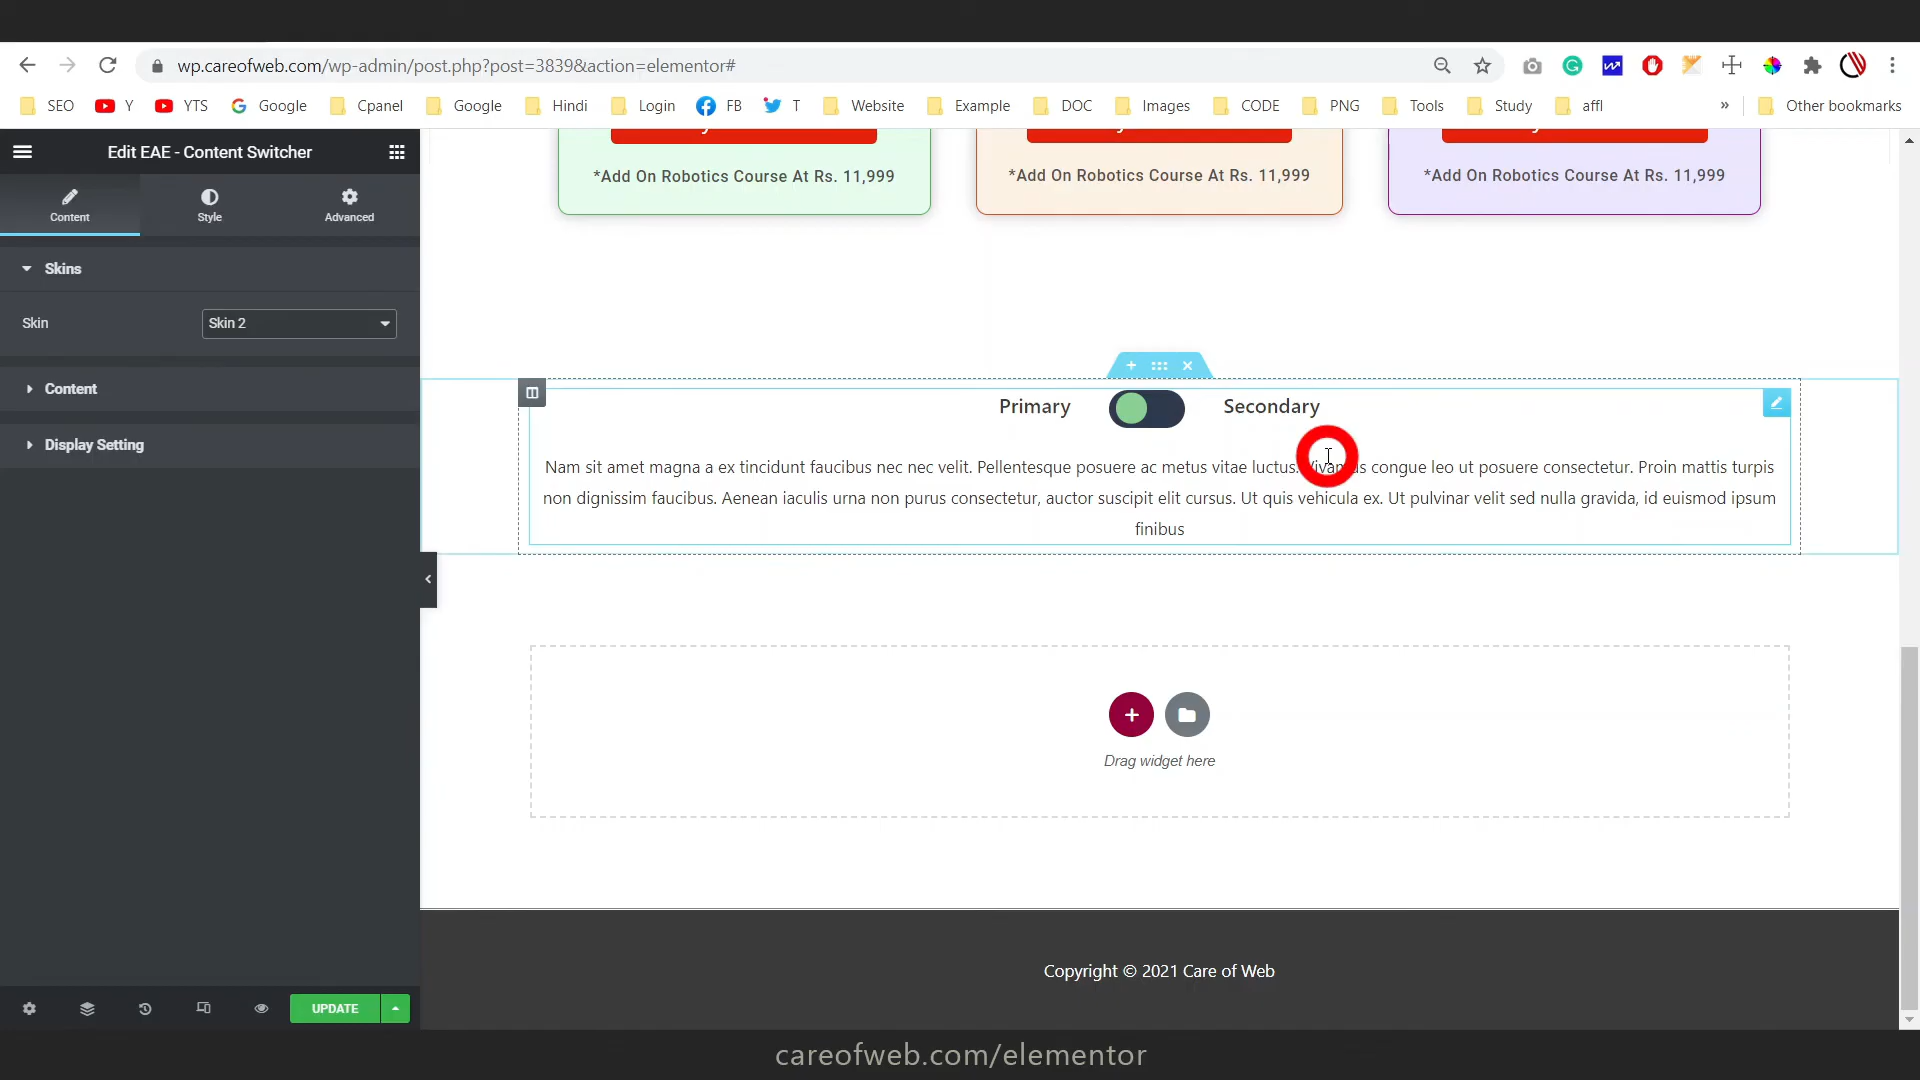 wp.careofweb.com/wp-admin/post.php?post=3839&action=elementor#
SEO Y YTS Google Cpanel Google Hindi Login FB T Website Example DOC Images CODE PNG Tools Study affl » Other bookmarks
Edit EAE - Content Switcher
Content Style Advanced
Skins
Skin Skin 2
Content
Display Setting
UPDATE
*Add On Robotics Course At Rs. 11,999
*Add On Robotics Course At Rs. 11,999
*Add On Robotics Course At Rs. 11,999
Primary Secondary
Nam sit amet magna a ex tincidunt faucibus nec nec velit. Pellentesque posuere ac metus vitae luctus. Vivamus congue leo ut posuere consectetur. Proin mattis turpis
non dignissim faucibus. Aenean iaculis urna non purus consectetur, auctor suscipit elit cursus. Ut quis vehicula ex. Ut pulvinar velit sed nulla gravida, id euismod ipsum
finibus
Drag widget here
Copyright © 2021 Care of Web
careofweb.com/elementor